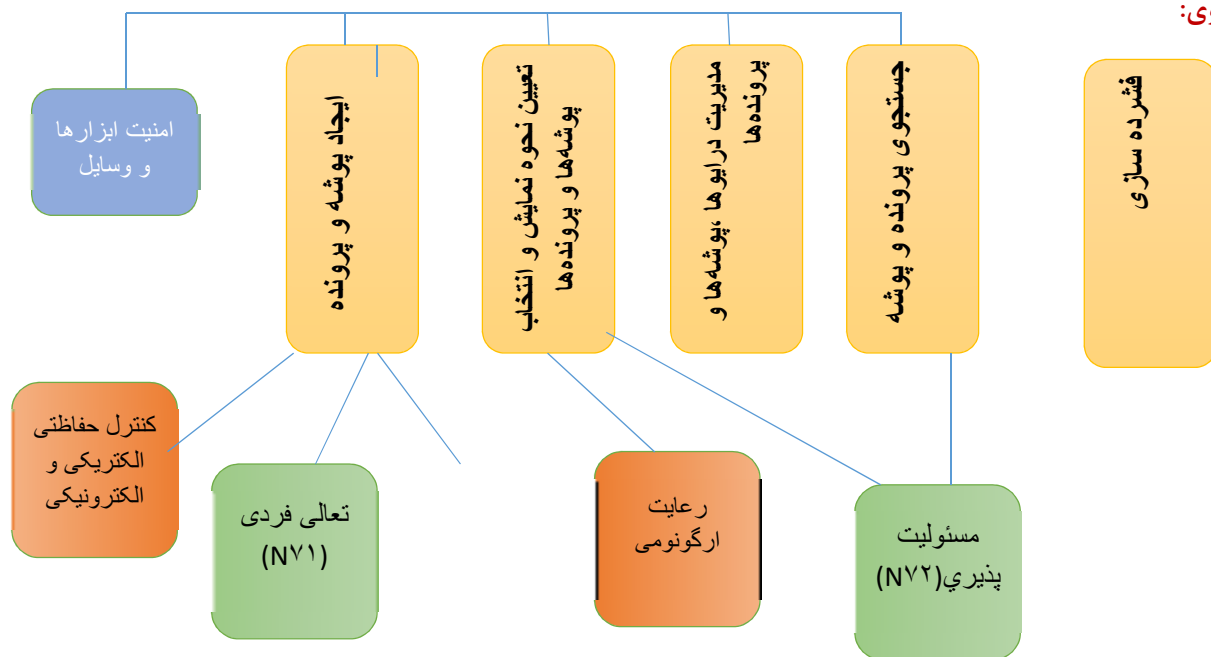 وی:
فشرده سازی
جستجوی پرونده و پوشه
مدیریت درایوها ،پوشه‌ها و
پرونده‌ها
تعیین نحوه نمایش و انتخاب
پوشه‌ها و پرونده‌ها
ایجاد پوشه و پرونده
امنیت ابزارها
و وسایل
مسئولیت
پذيري(N۷۲)
رعایت
ارگونومی
تعالی فردی
(N۷۱)
کنترل حفاظتی
الکتریکی و
الکترونیکی